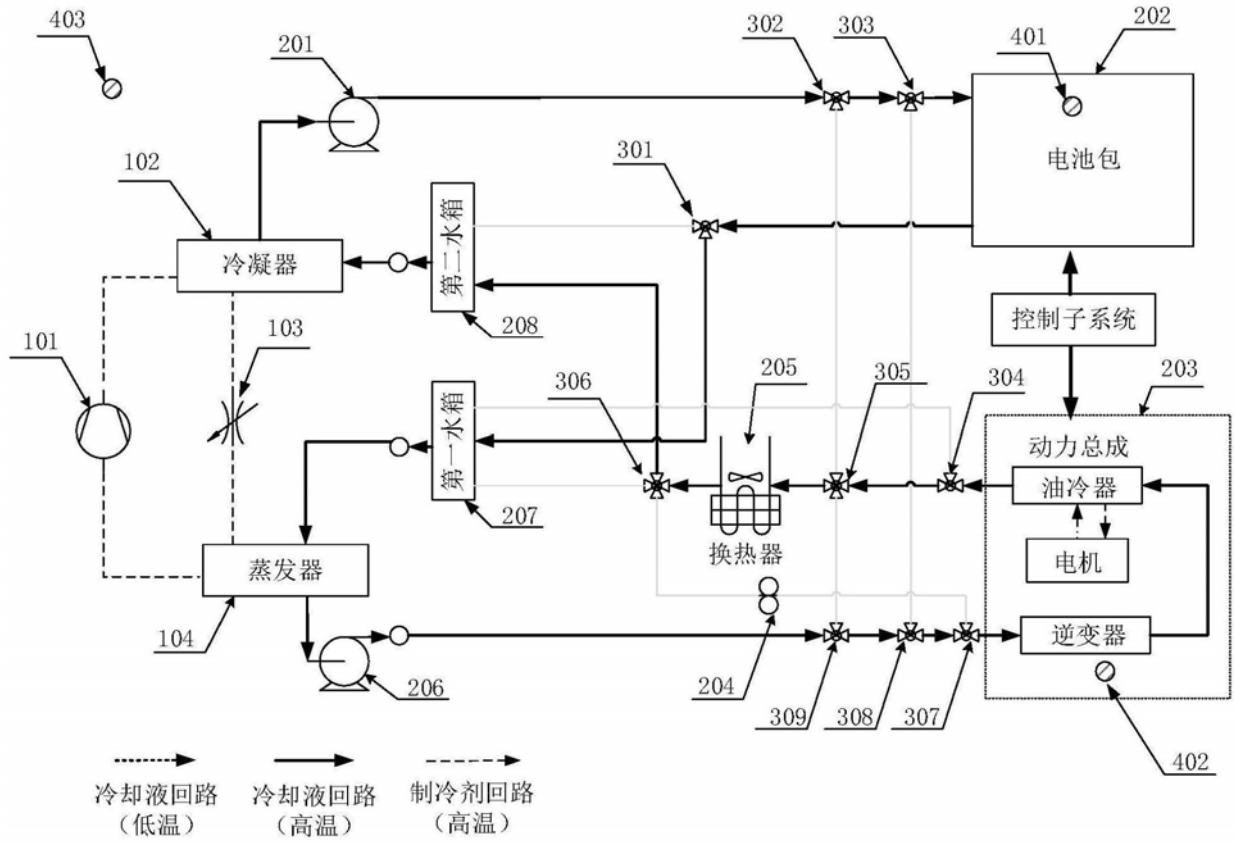 403
201
302
303
401
202
电池包
102
301
冷凝器
第二水箱
208
控制子系统
101
103
306
205
305
304
203
第一水箱
动力总成
油冷器
207
换热器
电机
蒸发器
104
逆变器
206
204
309
308
307
402
冷却液回路
(低温)
冷却液回路
(高温)
制冷剂回路
(高温)